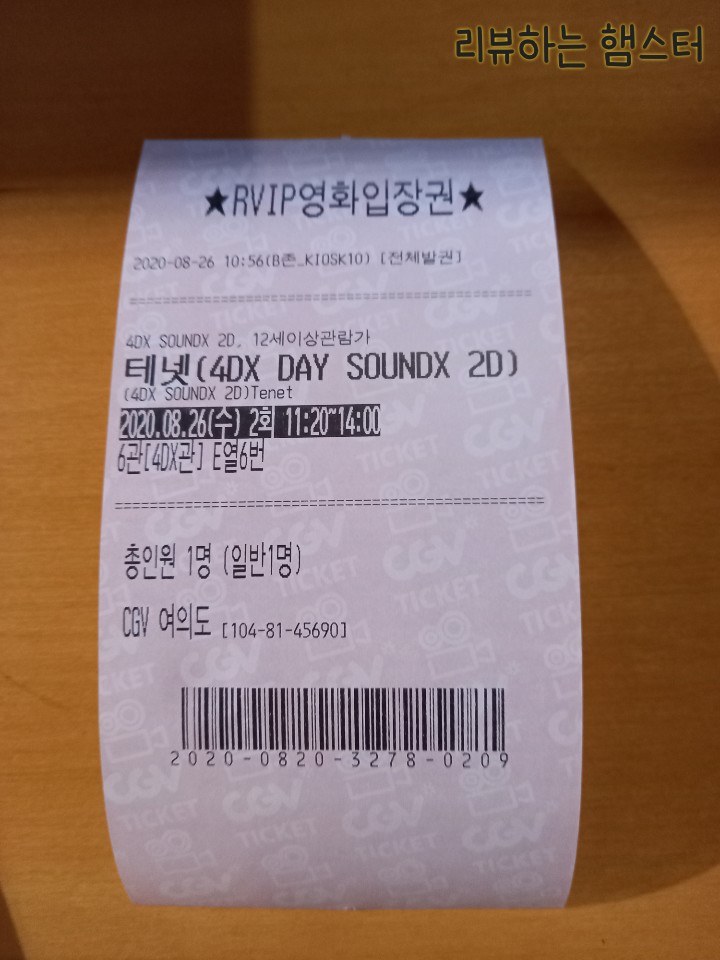 리뷰하는 햄스터
★RVIP영화입장권★
2020-08-26 10:56(B존_KIOSK10) [전체발권]
4DX SOUNDX 2D, 12세이상관람가
테넷(4DX DAY SOUNDX 2D)
(4DX SOUNDX 2D)Tenet
2020.08.26(수) 2회 11:20~14:00
6관[4DX관] E열6번
총인원 1명 (일반1명)
CGV 여의도 [104-81-45690]
2020-0820-3278-0209